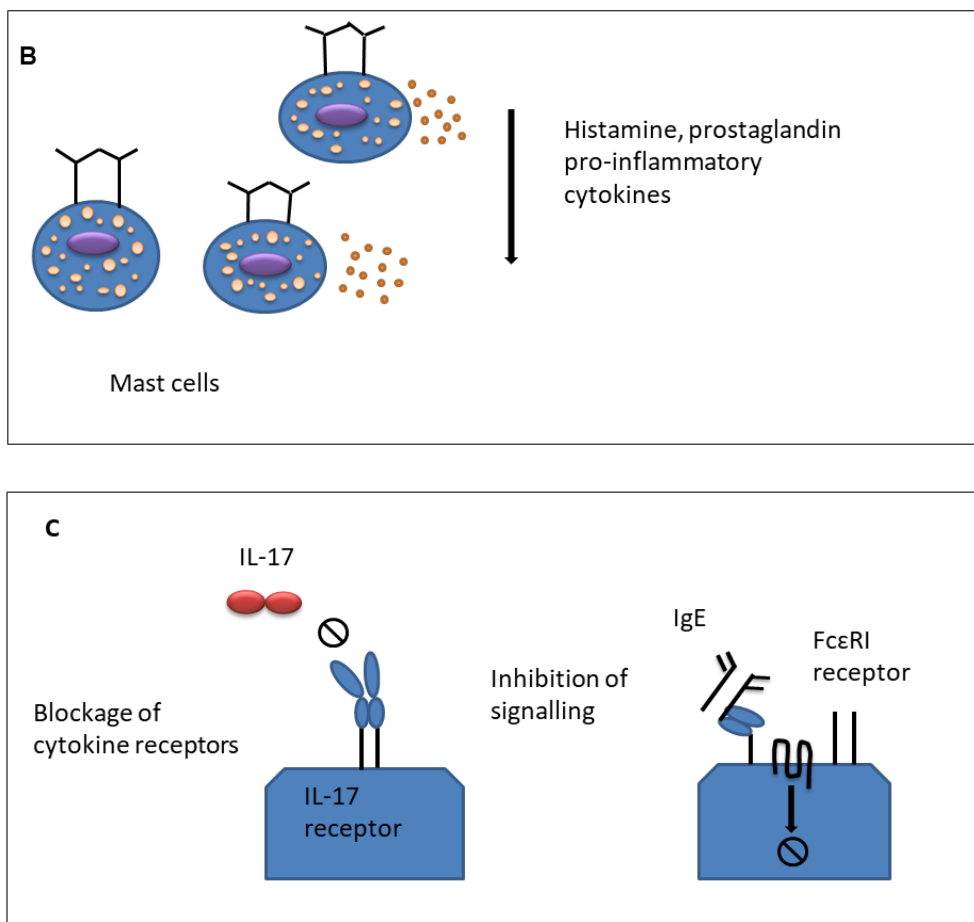 B
Histamine, prostaglandin
pro-inflammatory
cytokines
Mast cells
C
IL-17
Blockage of
cytokine receptors
IL-17
receptor
Inhibition of
signalling
IgE
FcεRI
receptor